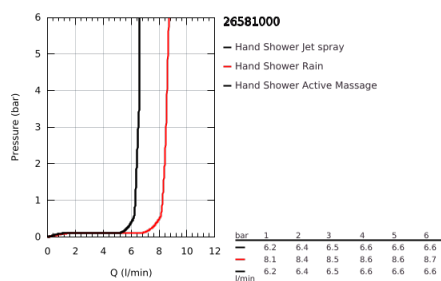 26581000
Hand Shower Jet spray
Hand Shower Rain
Hand Shower Active Massage
Pressure (bar)
6
5
4
3
2
1
0
0 2 4 6 8 10 12
Q (l/min)
bar 1 2 3 4 5 6
6.2 6.4 6.5 6.6 6.6 6.6
8.1 8.4 8.5 8.6 8.6 8.7
6.2 6.4 6.5 6.6 6.6 6.6
l/min